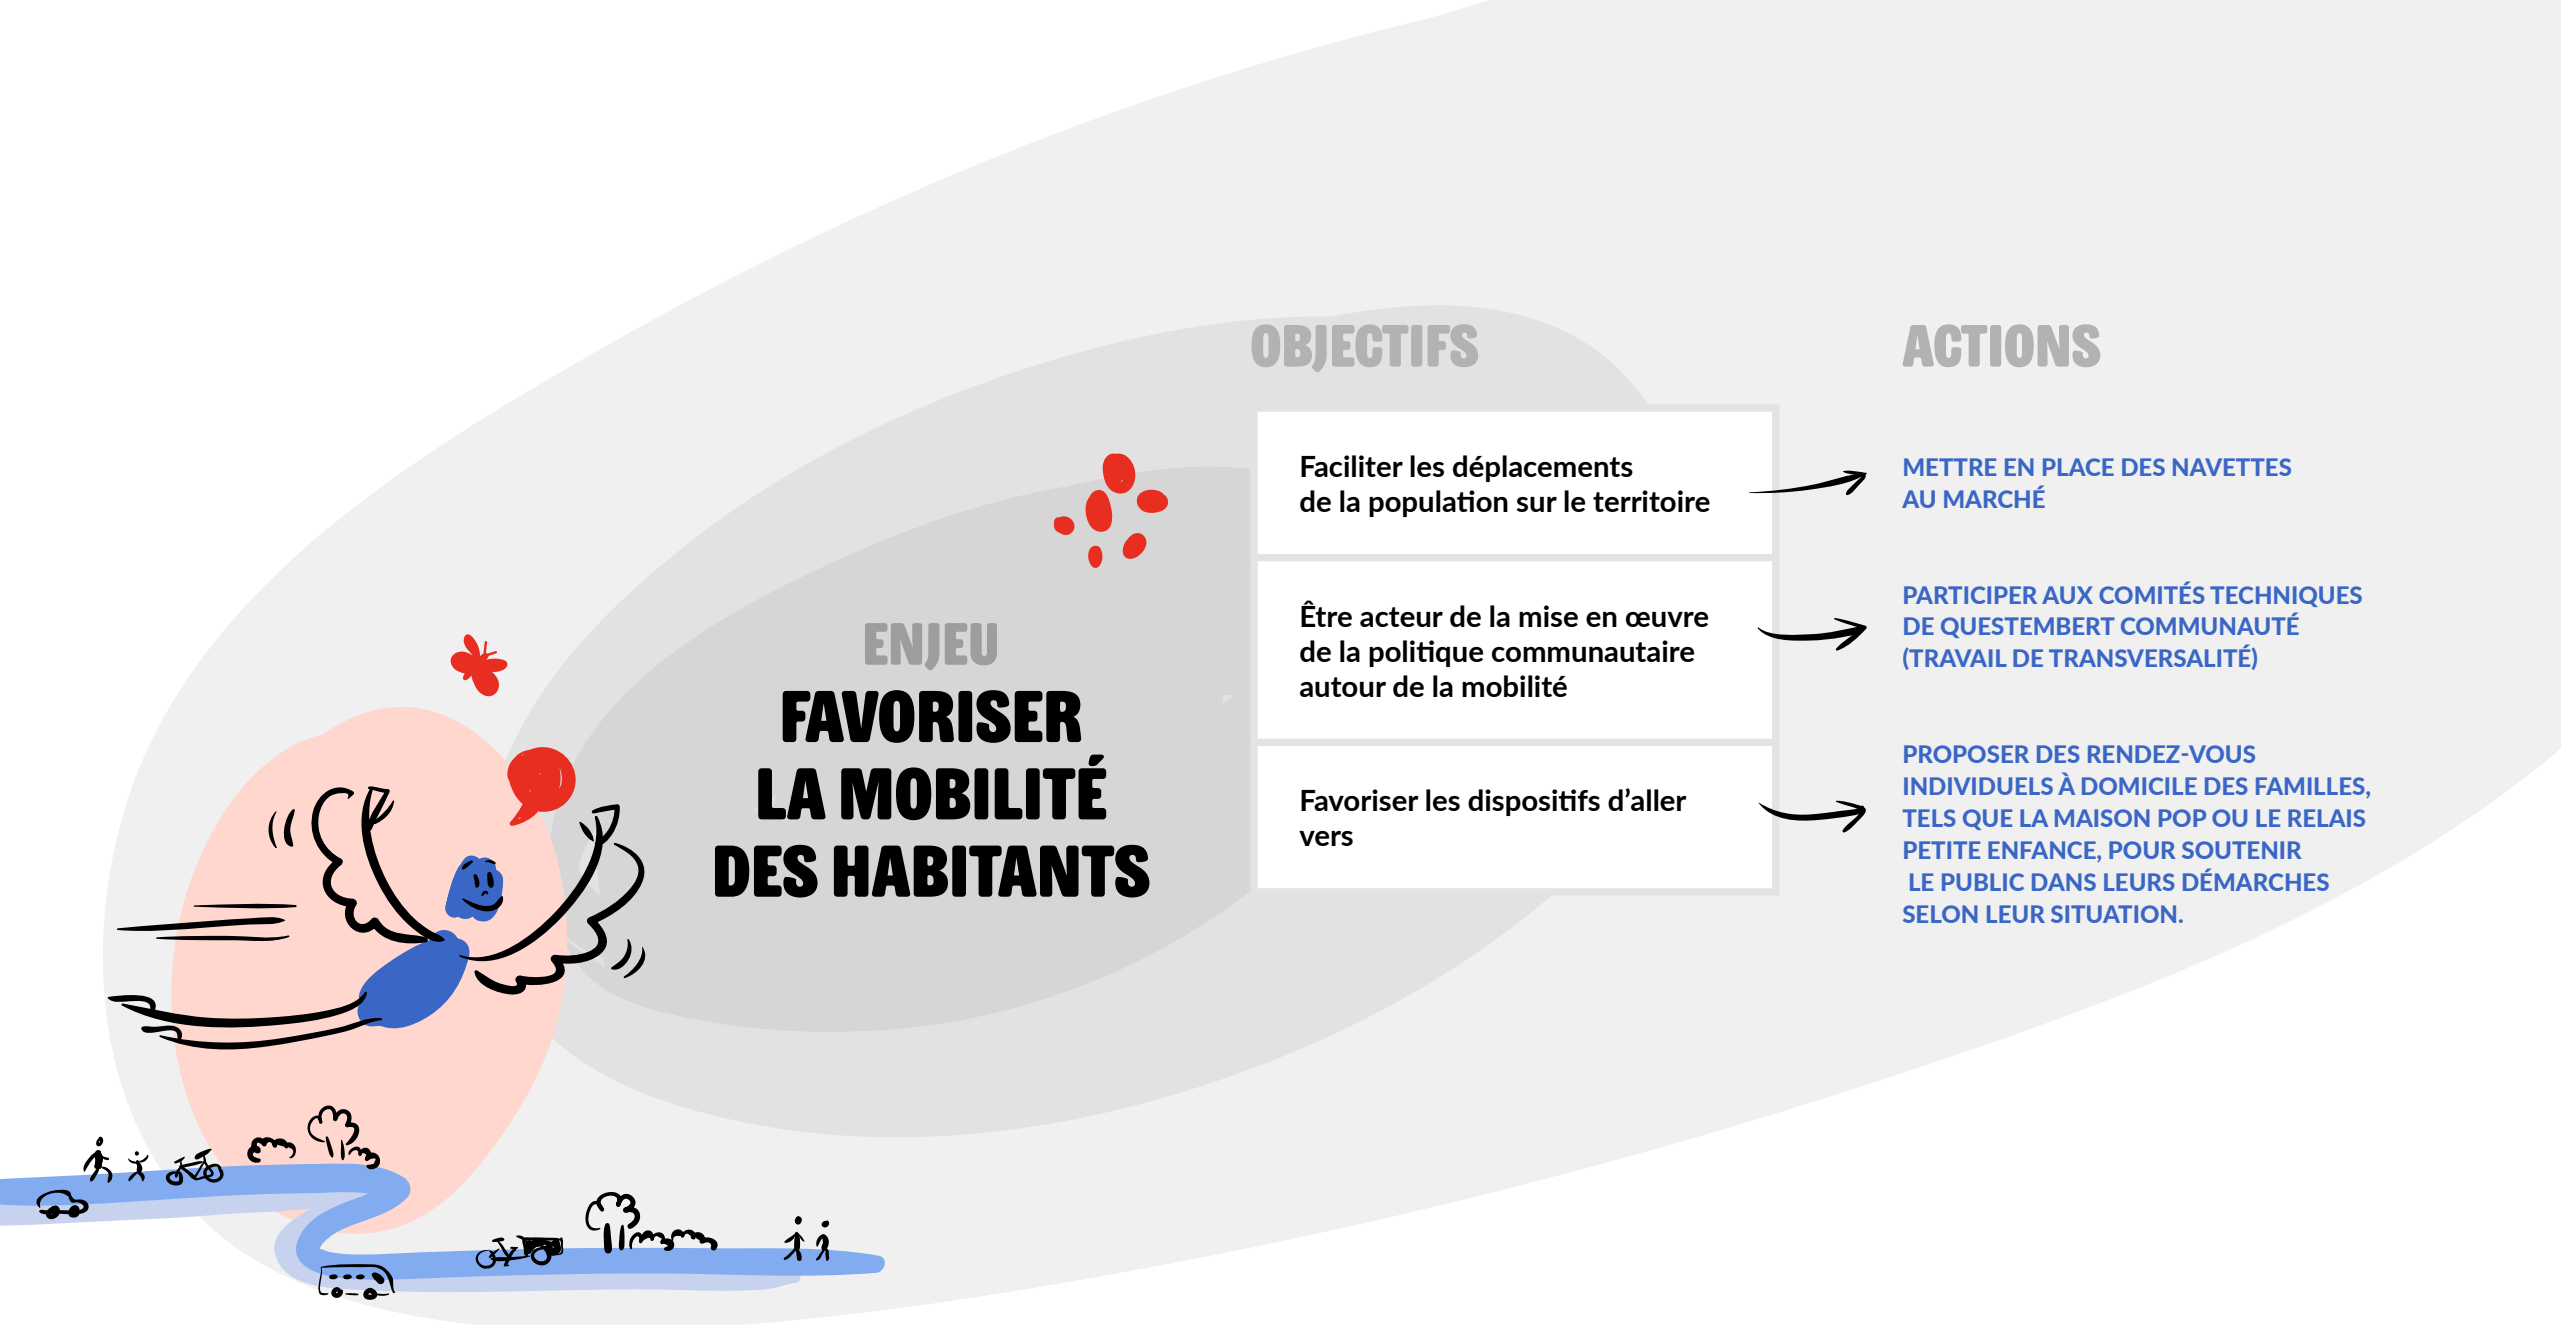 OBJECTIFS
ACTIONS
ENJEU
FAVORISER
LA MOBILITÉ
DES HABITANTS
Faciliter les déplacements
de la population sur le territoire
METTRE EN PLACE DES NAVETTES
AU MARCHÉ
Être acteur de la mise en œuvre
de la politique communautaire
autour de la mobilité
PARTICIPER AUX COMITÉS TECHNIQUES
DE QUESTEMBERT COMMUNAUTÉ
(TRAVAIL DE TRANSVERSALITÉ)
Favoriser les dispositifs d’aller
vers
PROPOSER DES RENDEZ-VOUS
INDIVIDUELS À DOMICILE DES FAMILLES,
TELS QUE LA MAISON POP OU LE RELAIS
PETITE ENFANCE, POUR SOUTENIR
LE PUBLIC DANS LEURS DÉMARCHES
SELON LEUR SITUATION.